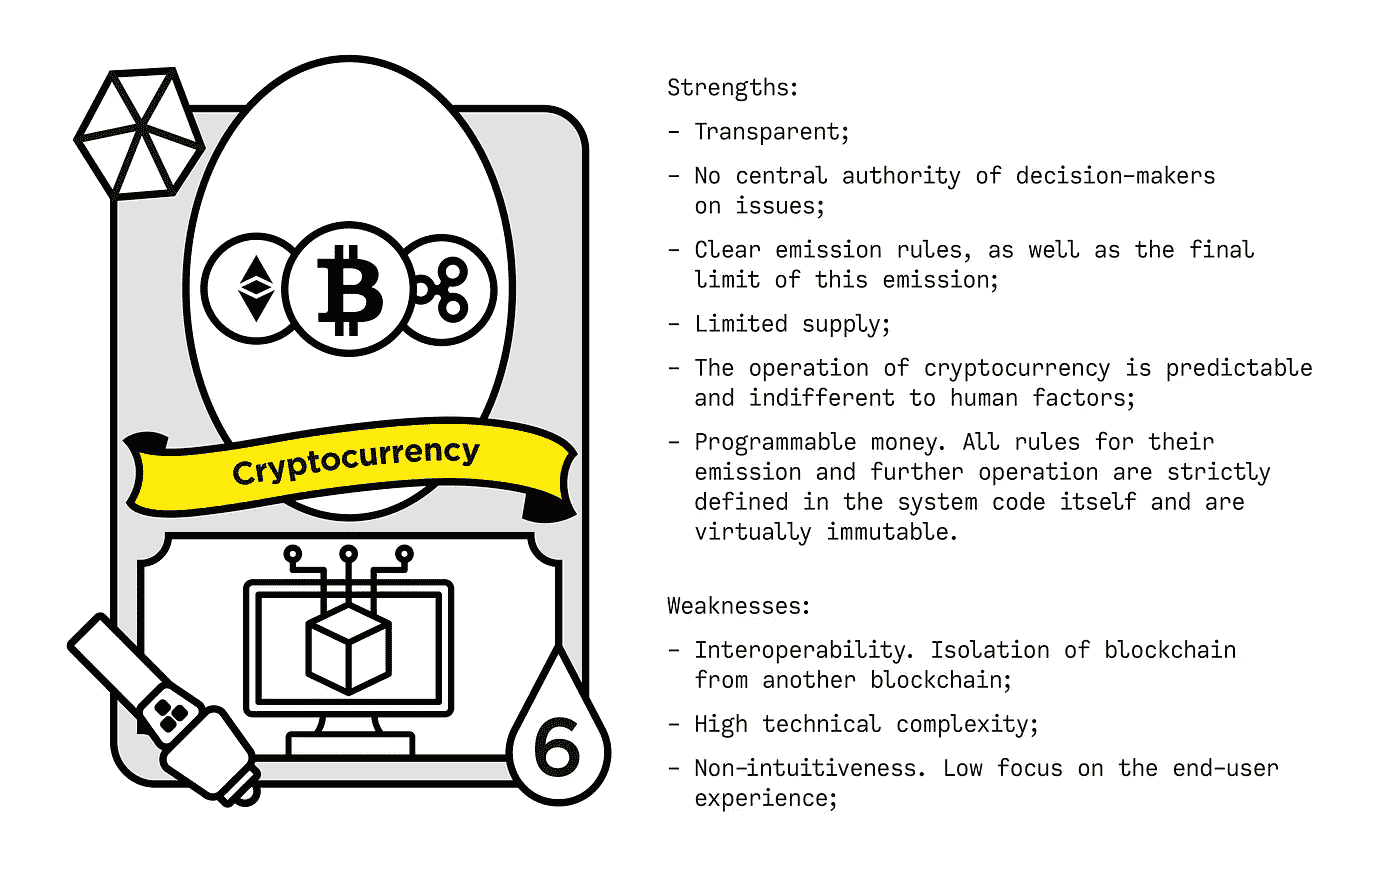 Cryptocurrency
6
Strengths:
– Transparent;
– No central authority of decision-makers
on issues;
– Clear emission rules, as well as the final
limit of this emission;
– Limited supply;
– The operation of cryptocurrency is predictable
and indifferent to human factors;
– Programmable money. All rules for their
emission and further operation are strictly
defined in the system code itself and are
virtually immutable.
Weaknesses:
– Interoperability. Isolation of blockchain
from another blockchain;
– High technical complexity;
– Non-intuitiveness. Low focus on the end-user
experience;